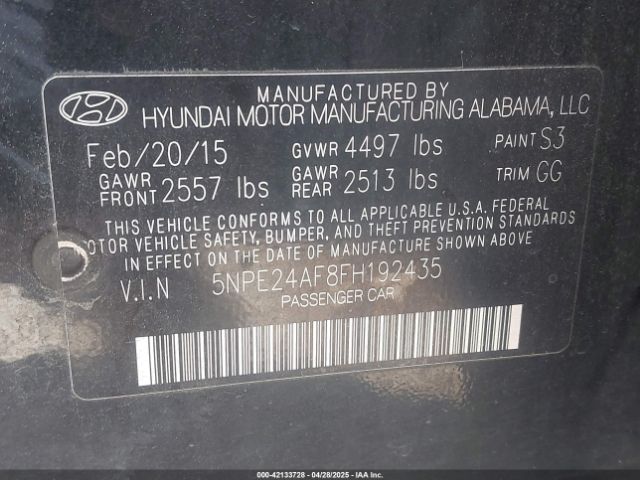 MANUFACTURED BY
HYUNDAI MOTOR MANUFACTURING ALABAMA, LLC
Feb/20/15 GVWR 4497 lbs PAINT S3
GAWR FRONT 2557 lbs GAWR REAR 2513 lbs TRIM GG
THIS VEHICLE CONFORMS TO ALL APPLICABLE U.S.A. FEDERAL
MOTOR VEHICLE SAFETY, BUMPER, AND THEFT PREVENTION STANDARDS
IN EFFECT ON THE DATE OF MANUFACTURE SHOWN ABOVE
V.I.N 5NPE24AF8FH192435
PASSENGER CAR
000-42133728 - 04/28/2025 - IAAI.COM